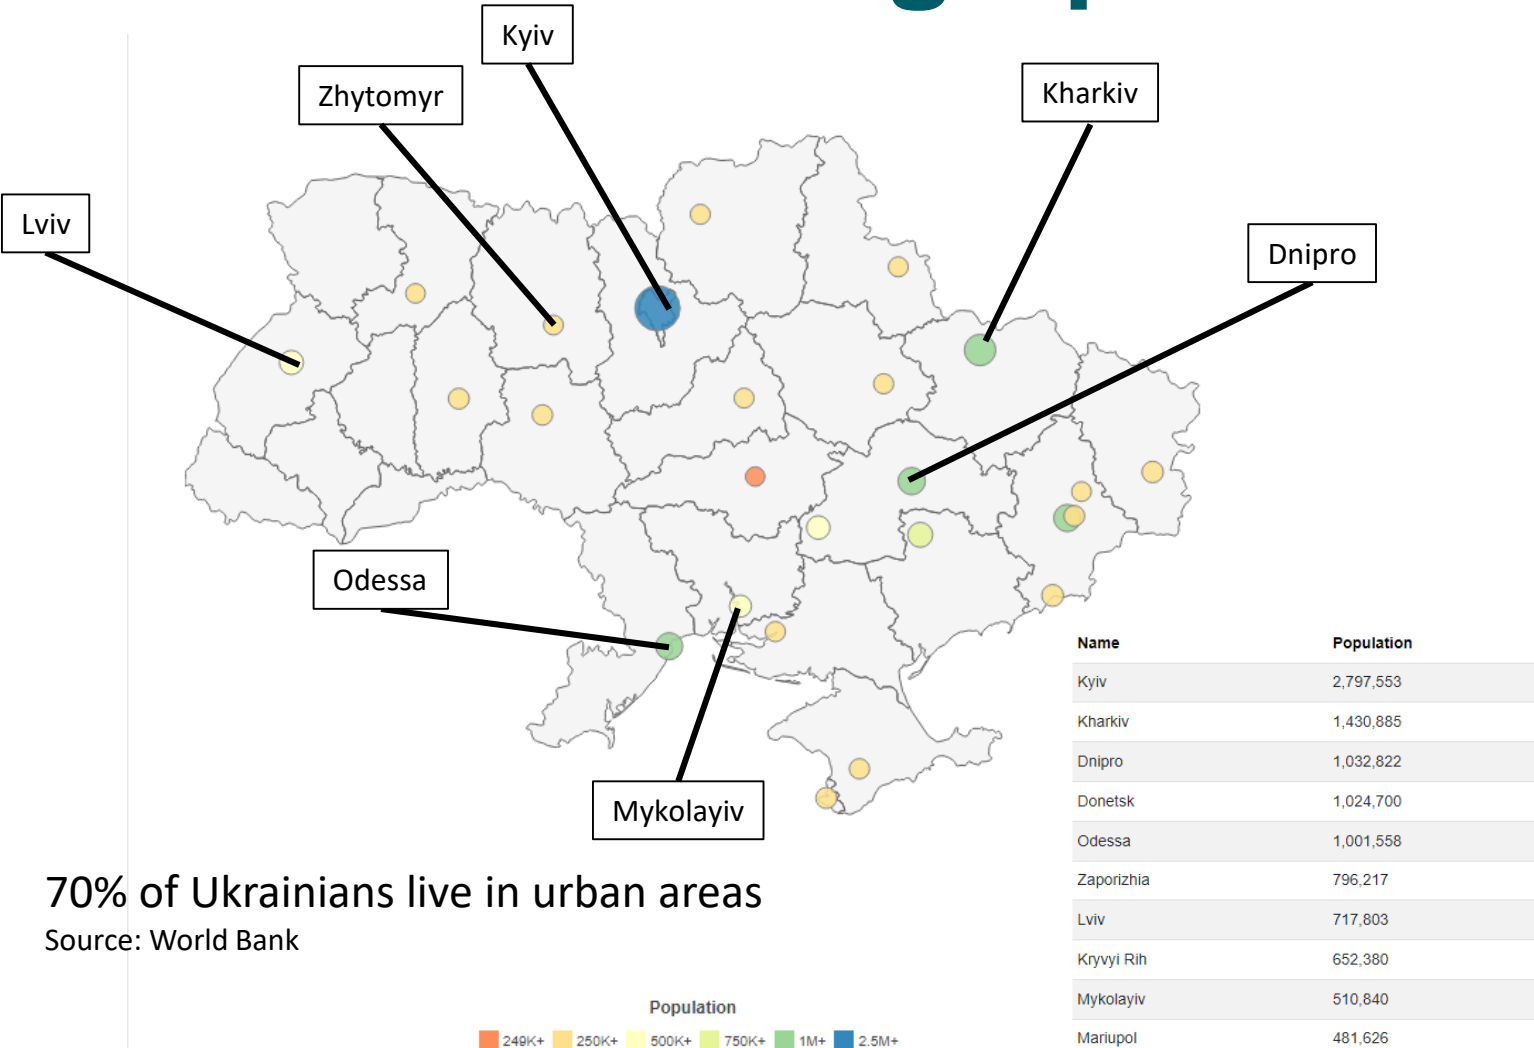 Kyiv
Zhytomyr
Kharkiv
Lviv
Dnipro
Odessa
Mykolayiv
Name Population
Kyiv 2,797,553
Kharkiv 1,430,885
Dnipro 1,032,822
Donetsk 1,024,700
Odessa 1,001,558
Zaporizhia 796,217
Lviv 717,803
Kryvyi Rih 652,380
Mykolayiv 510,840
Mariupol 481,626
70% of Ukrainians live in urban areas
Source: World Bank
Population
249K+ 250K+ 500K+ 750K+ 1M+ 2.5M+